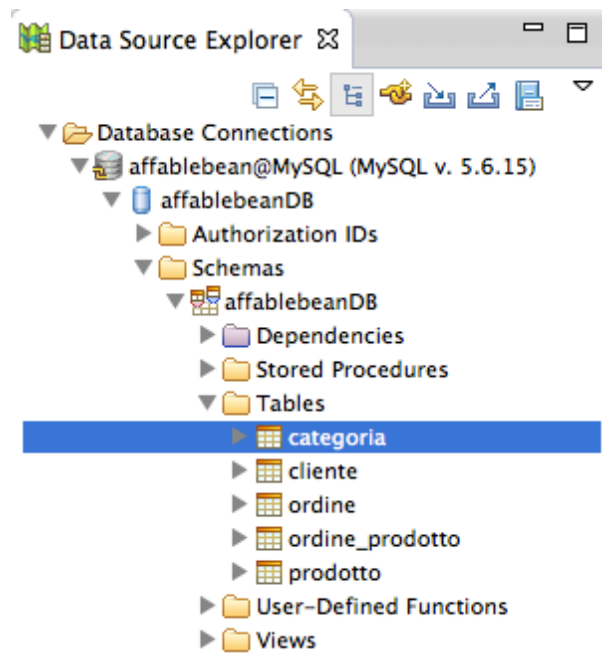 Data Source Explorer
Database Connections
affablebean@MySQL (MySQL v. 5.6.15)
affablebeanDB
Authorization IDs
Schemas
affablebeanDB
Dependencies
Stored Procedures
Tables
categoria
cliente
ordine
ordine_prodotto
prodotto
User-Defined Functions
Views